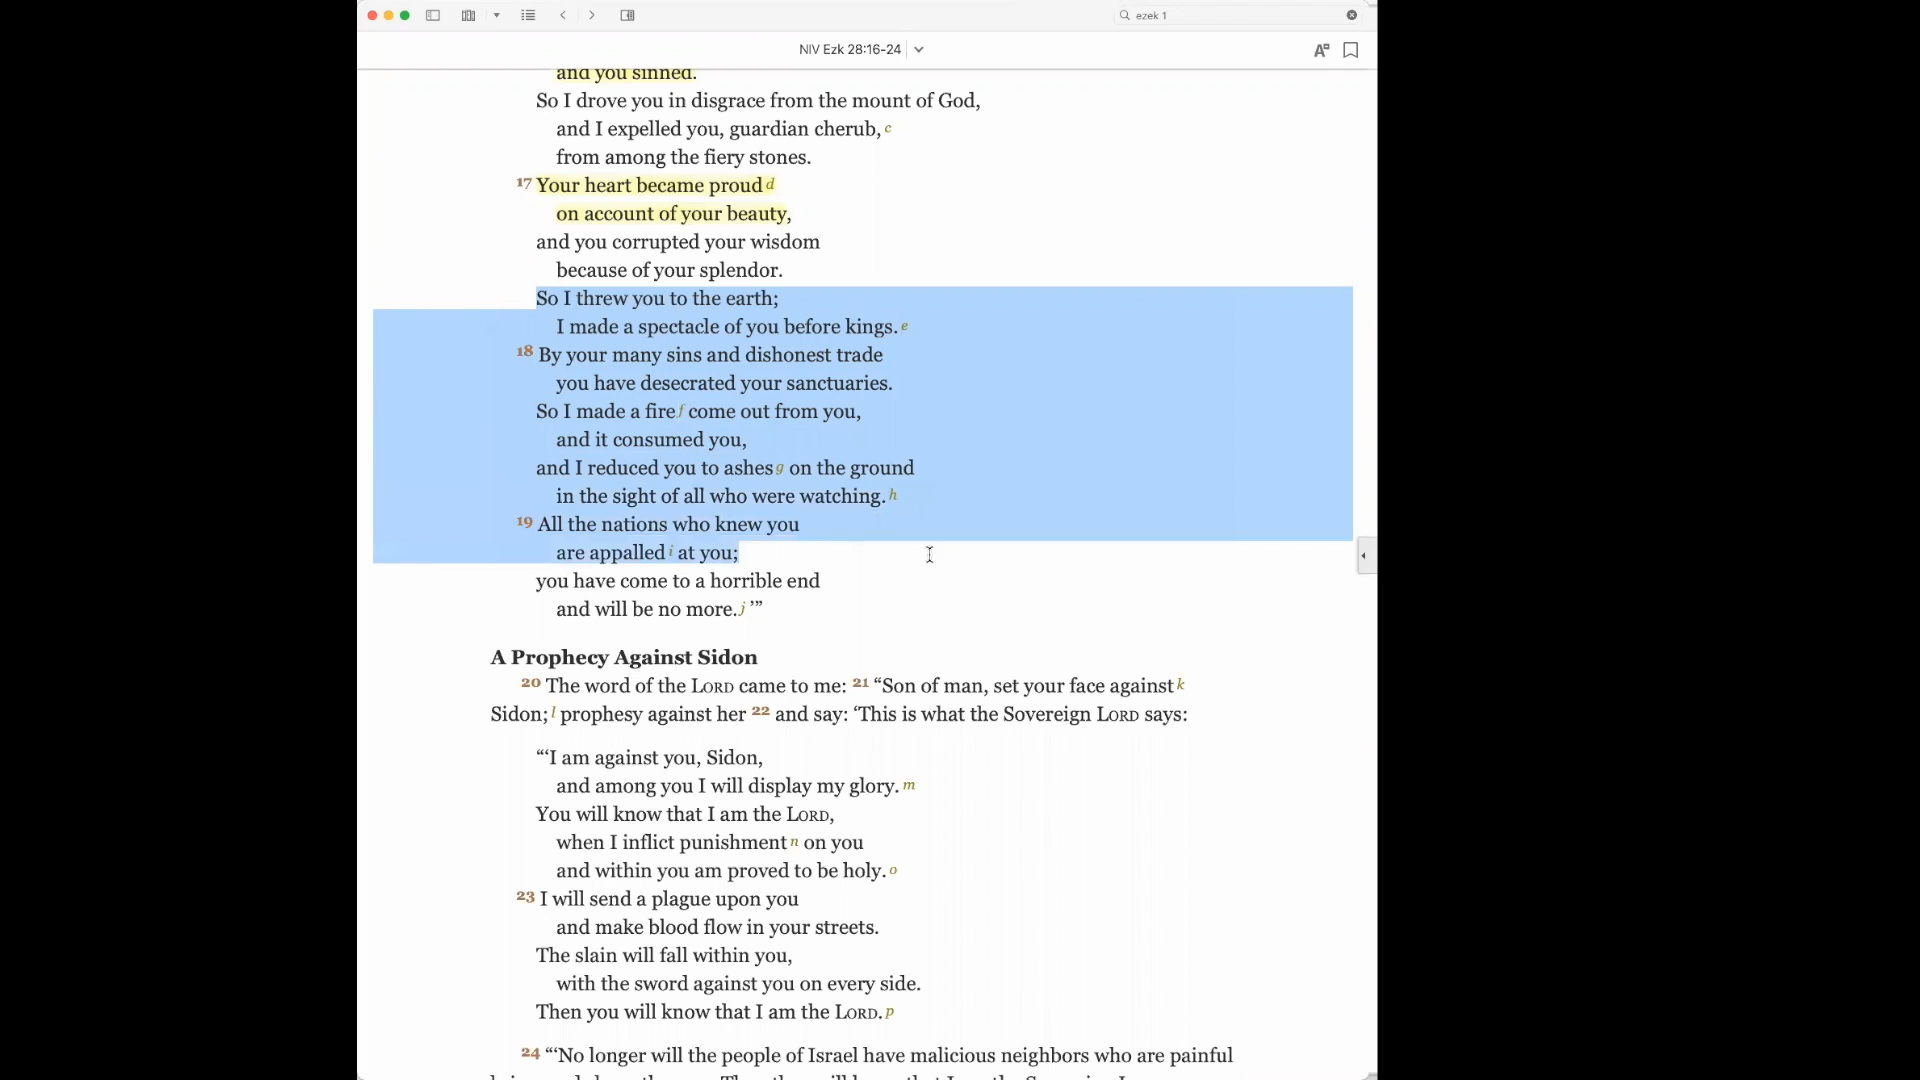 ezek 1
NIV Ezk 28:16-24
and you sinned.
So I drove you in disgrace from the mount of God,
and I expelled you, guardian cherub, c
from among the fiery stones.
17 Your heart became proud d
on account of your beauty,
and you corrupted your wisdom
because of your splendor.
So I threw you to the earth;
I made a spectacle of you before kings. e
18 By your many sins and dishonest trade
you have desecrated your sanctuaries.
So I made a fire f come out from you,
and it consumed you,
and I reduced you to ashes g on the ground
in the sight of all who were watching. h
19 All the nations who knew you
are appalled i at you;
you have come to a horrible end
and will be no more. j ’”
A Prophecy Against Sidon
20 The word of the LORD came to me: 21 “Son of man, set your face against k
Sidon; l prophesy against her 22 and say: ‘This is what the Sovereign LORD says:
“‘I am against you, Sidon,
and among you I will display my glory. m
You will know that I am the LORD,
when I inflict punishment n on you
and within you am proved to be holy. o
23 I will send a plague upon you
and make blood flow in your streets.
The slain will fall within you,
with the sword against you on every side.
Then you will know that I am the LORD. p
24 “‘No longer will the people of Israel have malicious neighbors who are painful